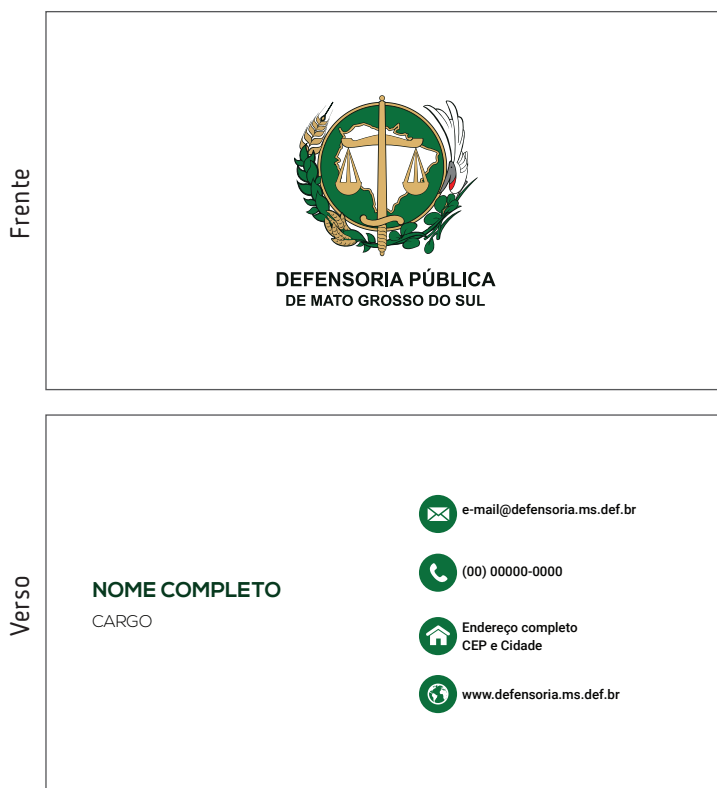 Frente
DEFENSORIA PÚBLICA
DE MATO GROSSO DO SUL
Verso
NOME COMPLETO
CARGO
e-mail@defensoria.ms.def.br
(00) 00000-0000
Endereço completo
CEP e Cidade
www.defensoria.ms.def.br